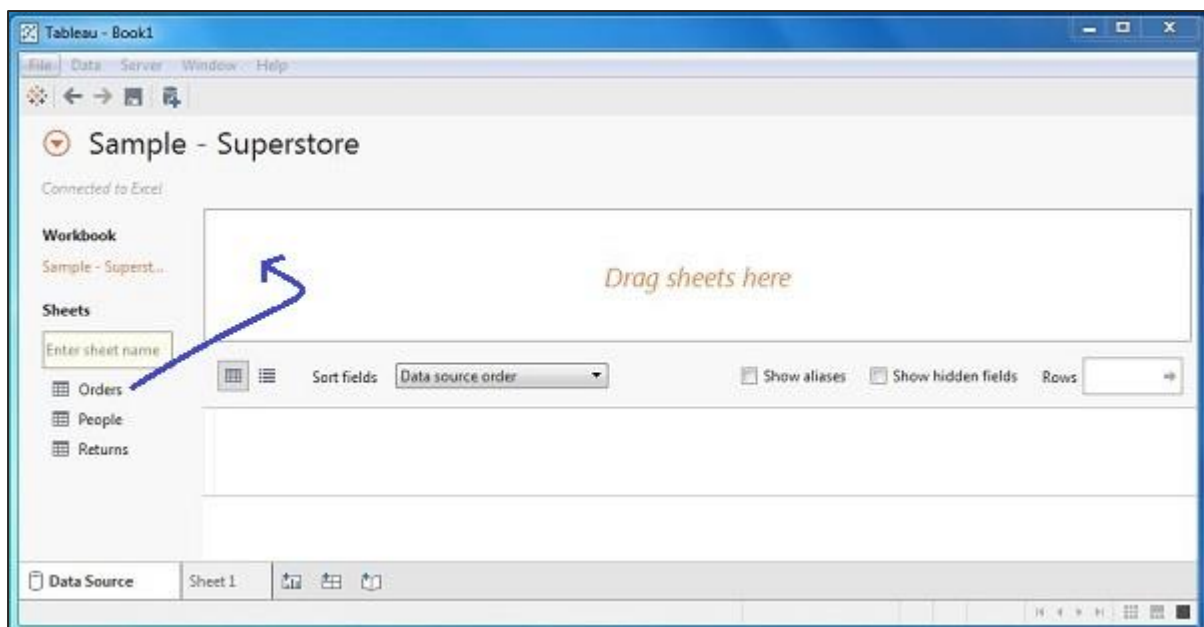 Tableau - Book1
File Data Server Window Help
Sample - Superstore
Connected to Excel
Workbook
Sample - Superst...
Drag sheets here
Sheets
Enter sheet name
Sort fields Data source order Show aliases Show hidden fields Rows
Orders
People
Returns
Data Source Sheet 1